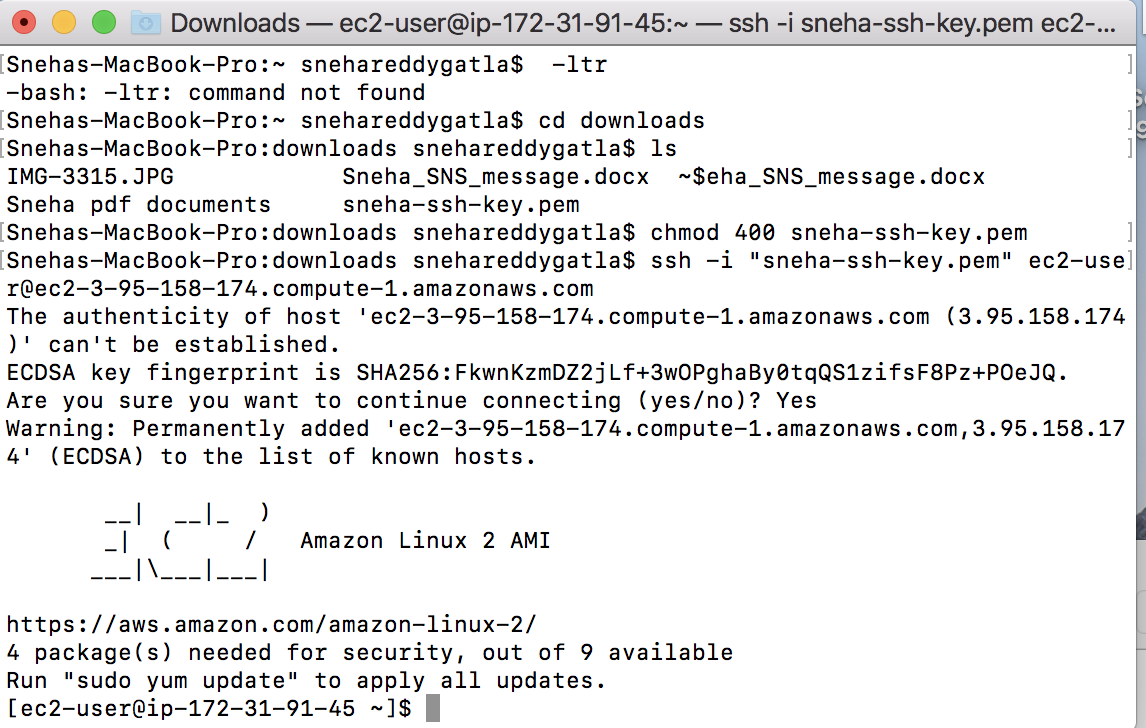 Downloads — ec2-user@ip-172-31-91-45:~ — ssh -i sneha-ssh-key.pem ec2-...
[Snehas-MacBook-Pro:~ snehareddygatla$  -ltr ]
-bash: -ltr: command not found
[Snehas-MacBook-Pro:~ snehareddygatla$ cd downloads ]
[Snehas-MacBook-Pro:downloads snehareddygatla$ ls ]
IMG-3315.JPG            Sneha_SNS_message.docx  ~$eha_SNS_message.docx
Sneha pdf documents     sneha-ssh-key.pem
[Snehas-MacBook-Pro:downloads snehareddygatla$ chmod 400 sneha-ssh-key.pem ]
[Snehas-MacBook-Pro:downloads snehareddygatla$ ssh -i "sneha-ssh-key.pem" ec2-use]
r@ec2-3-95-158-174.compute-1.amazonaws.com
The authenticity of host 'ec2-3-95-158-174.compute-1.amazonaws.com (3.95.158.174
)' can't be established.
ECDSA key fingerprint is SHA256:FkwnKzmDZ2jLf+3wOPghaBy0tqQS1zifsF8Pz+POeJQ.
Are you sure you want to continue connecting (yes/no)? Yes
Warning: Permanently added 'ec2-3-95-158-174.compute-1.amazonaws.com,3.95.158.17
4' (ECDSA) to the list of known hosts.
       __|  __|_  )
       _|  (     /   Amazon Linux 2 AMI
      ___|\___|___|
https://aws.amazon.com/amazon-linux-2/
4 package(s) needed for security, out of 9 available
Run "sudo yum update" to apply all updates.
[ec2-user@ip-172-31-91-45 ~]$